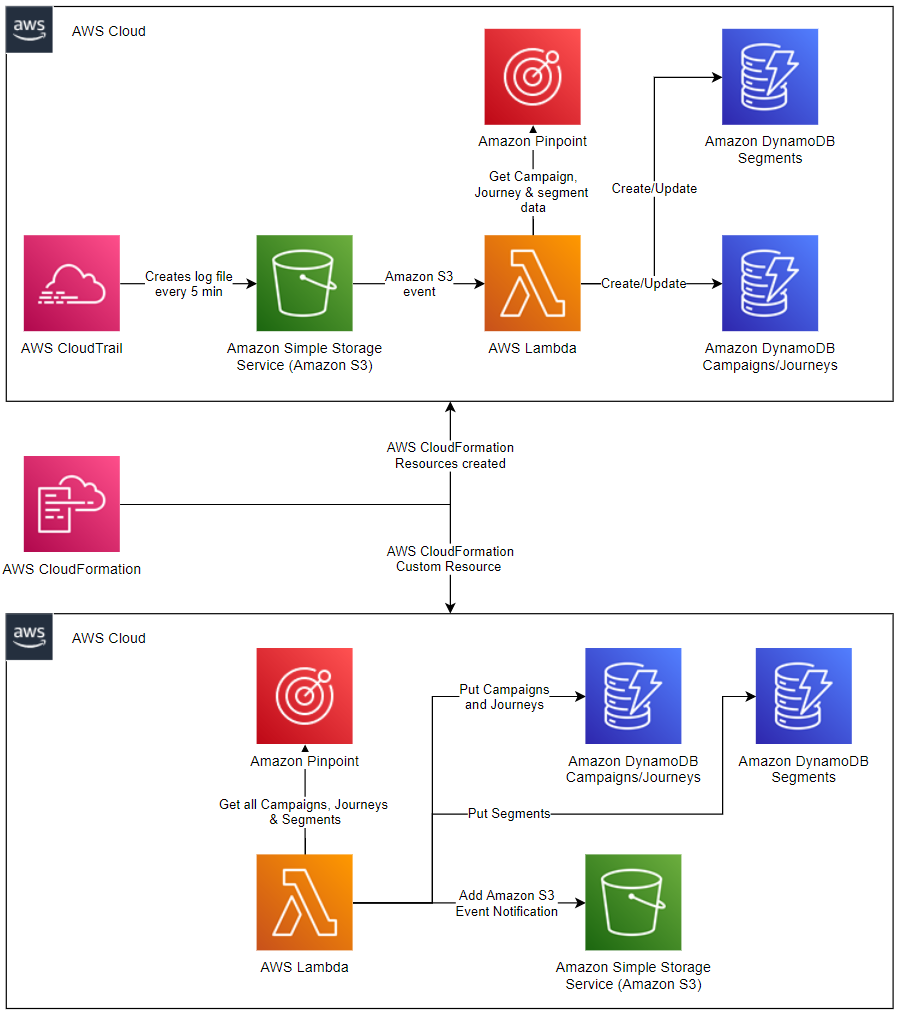 aws
AWS Cloud
Amazon Pinpoint
Amazon DynamoDB
Segments
Get Campaign,
Journey & segment
data
Create/Update
Creates log file
every 5 min
Amazon S3
event
Create/Update
AWS CloudTrail
Amazon Simple Storage
Service (Amazon S3)
AWS Lambda
Amazon DynamoDB
Campaigns/Journeys
AWS CloudFormation
Resources created
AWS CloudFormation
AWS CloudFormation
Custom Resource
aws
AWS Cloud
Put Campaigns
and Journeys
Amazon Pinpoint
Amazon DynamoDB
Campaigns/Journeys
Amazon DynamoDB
Segments
Get all Campaigns, Journeys
& Segments
Put Segments
Add Amazon S3
Event Notification
AWS Lambda
Amazon Simple Storage
Service (Amazon S3)